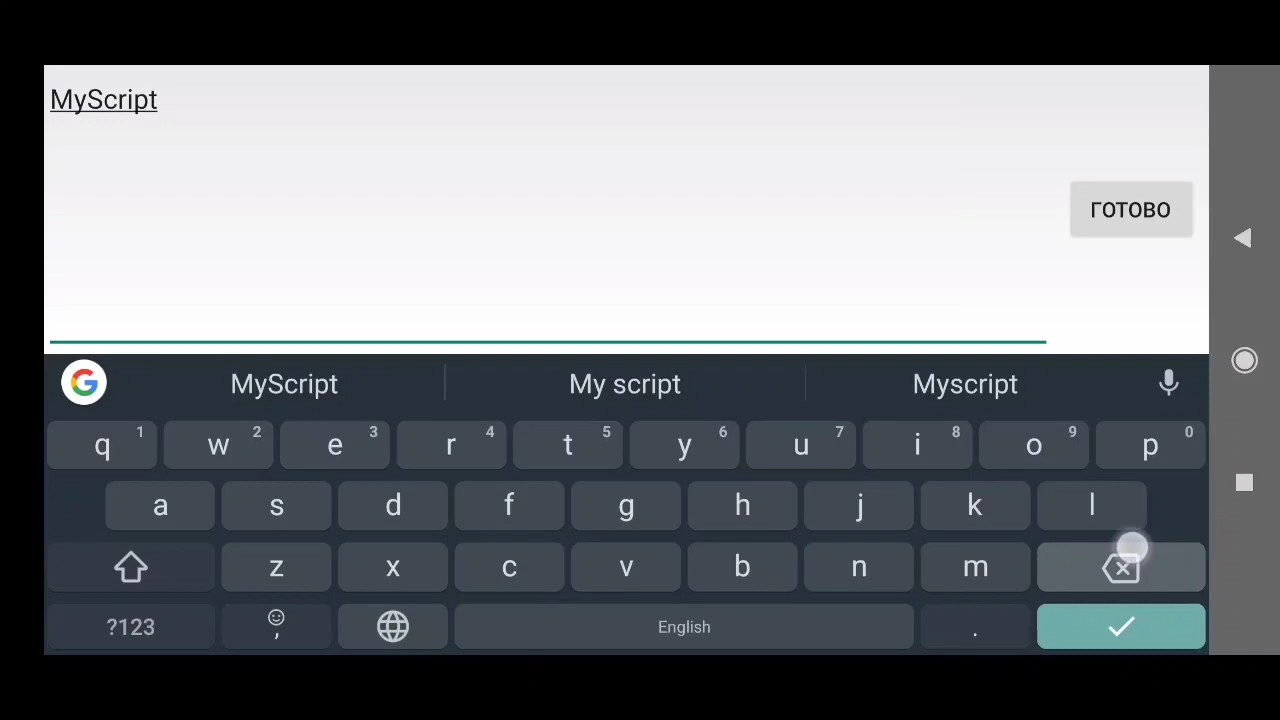 MyScript
ГОТОВО
MyScript My script Myscript
q 1 w 2 e 3 r 4 t 5 y 6 u 7 i 8 o 9 p 0
a s d f g h j k l
z x c v b n m
?123 , English .